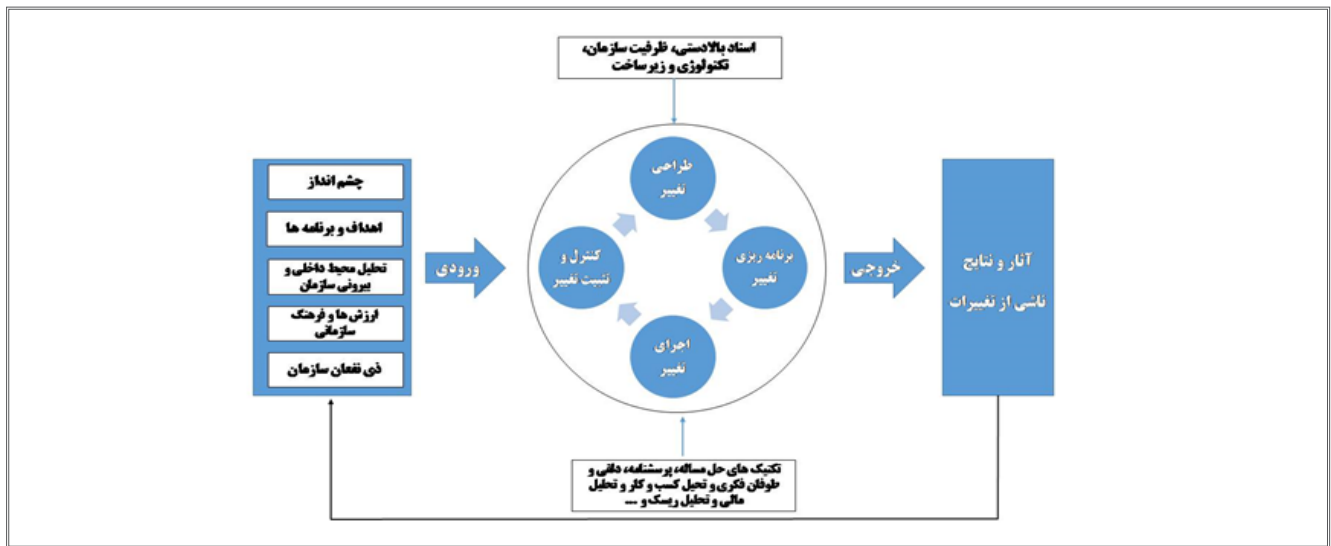 اسناد بالادستی، ظرفیت سازمان،
تکنولوژی و زیرساخت
چشم انداز
اهداف و برنامه ها
تحلیل محیط داخلی و
بیرونی سازمان
ارزش ها و فرهنگ
سازمانی
ذی نفعان سازمان
ورودی
طراحی
تغییر
برنامه ریزی
تغییر
اجرای
تغییر
کنترل و
تثبیت تغییر
خروجی
آثار و نتایج
ناشی از تغییرات
تکنیک های حل مساله، پرسشنامه، دلفی و
طوفان فکری و تحیل کسب و کار و تحلیل
مالی و تحلیل ریسک و ...